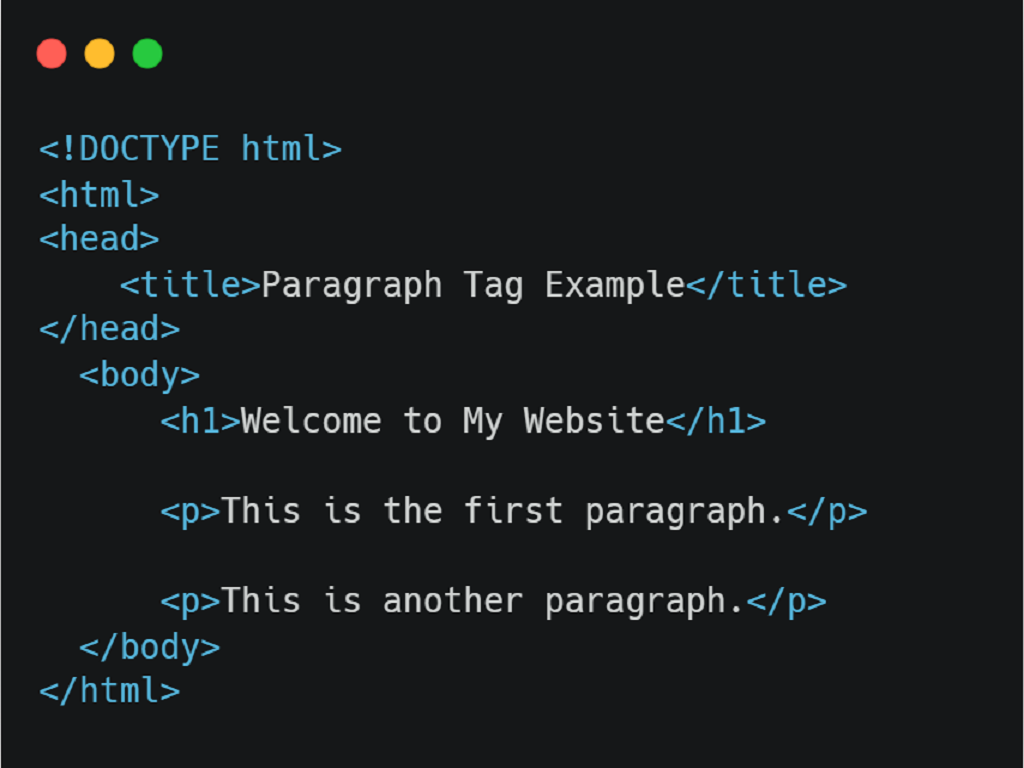 <!DOCTYPE html>
<html>
<head>
    <title>Paragraph Tag Example</title>
</head>
  <body>
      <h1>Welcome to My Website</h1>
      <p>This is the first paragraph.</p>
      <p>This is another paragraph.</p>
  </body>
</html>